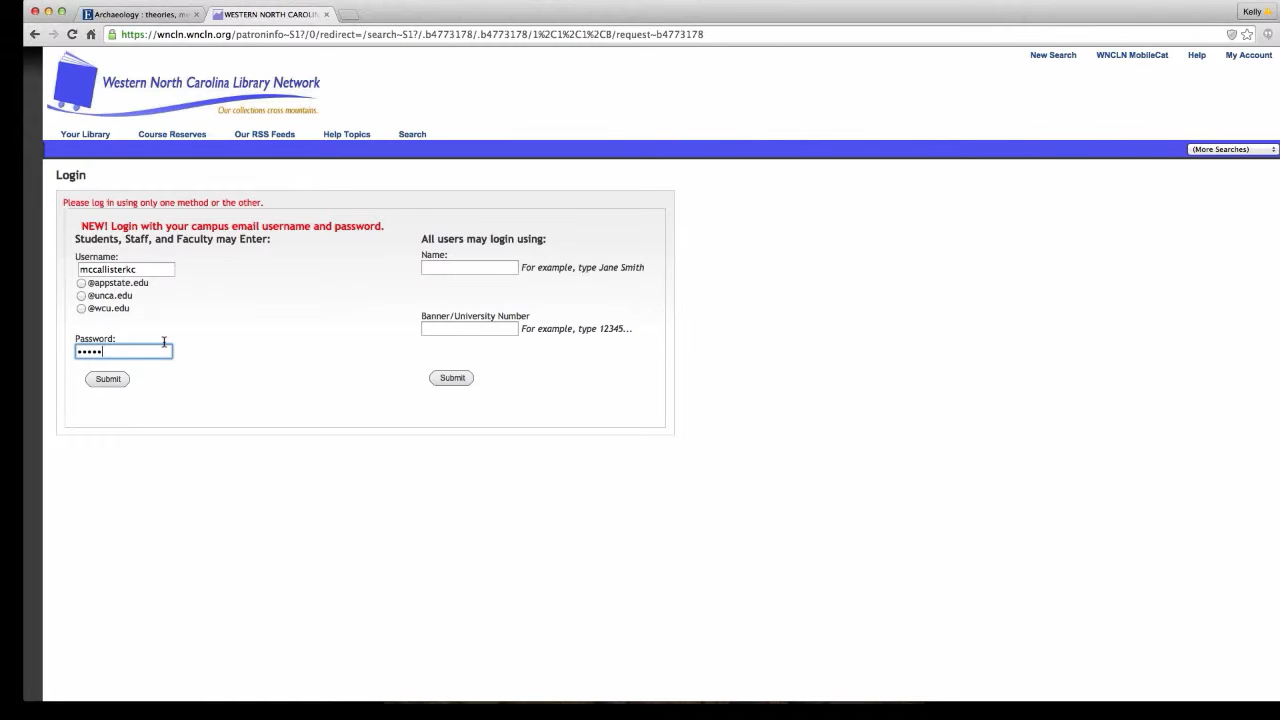 Archaeology : theories, me
WESTERN NORTH CAROLIN
Kelly
https://wncln.wncln.org/patroninfo~S1?/0/redirect=/search~S1?/.b4773178/.b4773178/1%2C1%2C1%2CB/request~b4773178
New Search WNCLN MobileCat Help My Account
Western North Carolina Library Network
Our collections cross mountains.
Your Library Course Reserves Our RSS Feeds Help Topics Search
(More Searches)
Login
Please log in using only one method or the other.
NEW! Login with your campus email username and password.
Students, Staff, and Faculty may Enter:
Username:
mccallisterkc
@appstate.edu
@unca.edu
@wcu.edu
Password:
•••••
Submit
All users may login using:
Name:
For example, type Jane Smith
Banner/University Number
For example, type 12345...
Submit